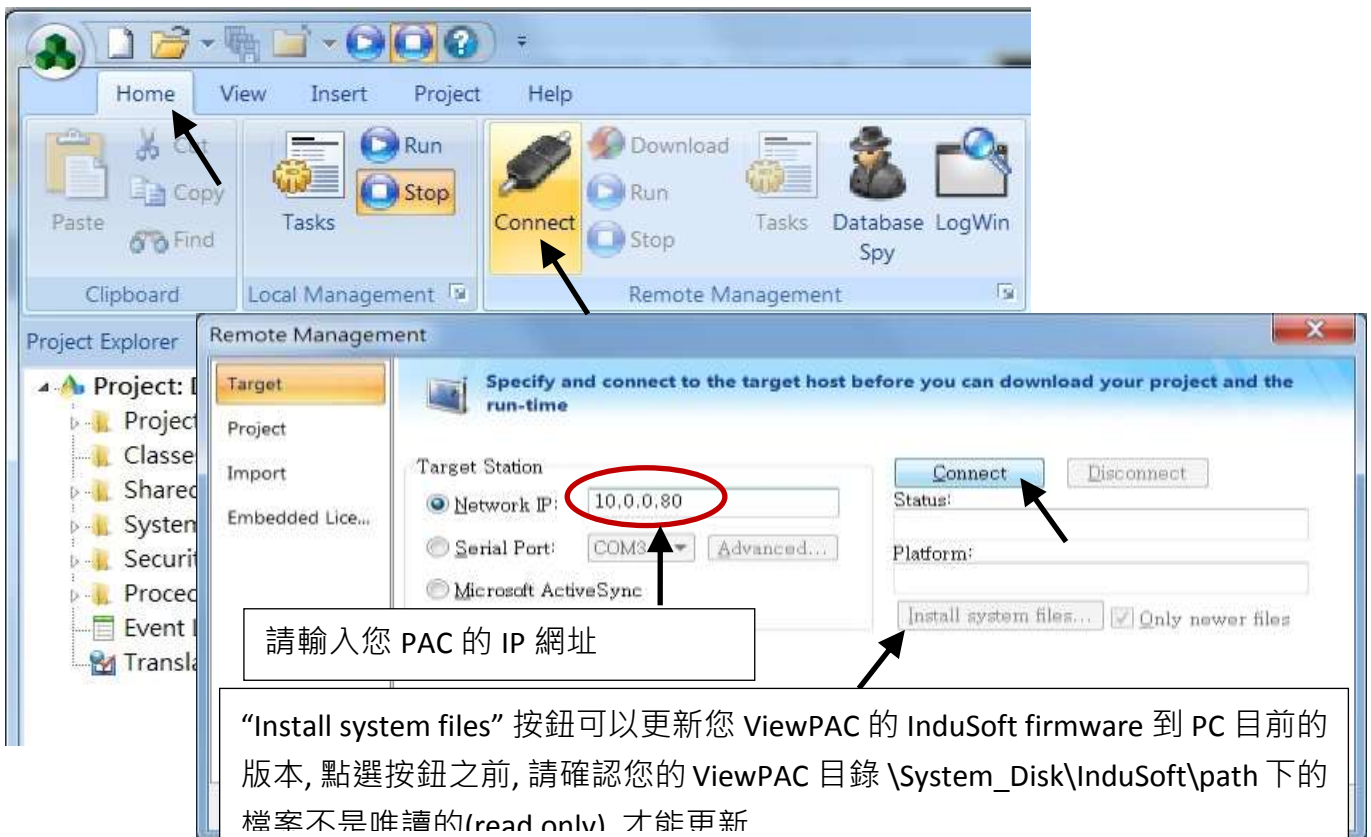 Home View Insert Project Help
Cut
Copy
Paste
Find
Clipboard
Tasks
Run
Stop
Local Management
Connect
Download
Run
Stop
Tasks
Database Spy
LogWin
Remote Management
Project Explorer
Project:
Classe
Shared
System
Securit
Event
Transla
Remote Management
Target
Project
Import
Embedded Lice...
Specify and connect to the target host before you can download your project and the
run-time
Target Station
Network IP: 10.0.0.80
Serial Port: COM3 Advanced...
Microsoft ActiveSync
Connect Disconnect
Status:
Platform:
Install system files... Only newer files
請輸入您 PAC 的 IP 網址
“Install system files” 按鈕可以更新您 ViewPAC 的 InduSoft firmware 到 PC 目前的
版本, 點選按鈕之前, 請確認您的 ViewPAC 目錄 \System_Disk\InduSoft\path 下的
檔案不是唯讀的(read only), 才能更新